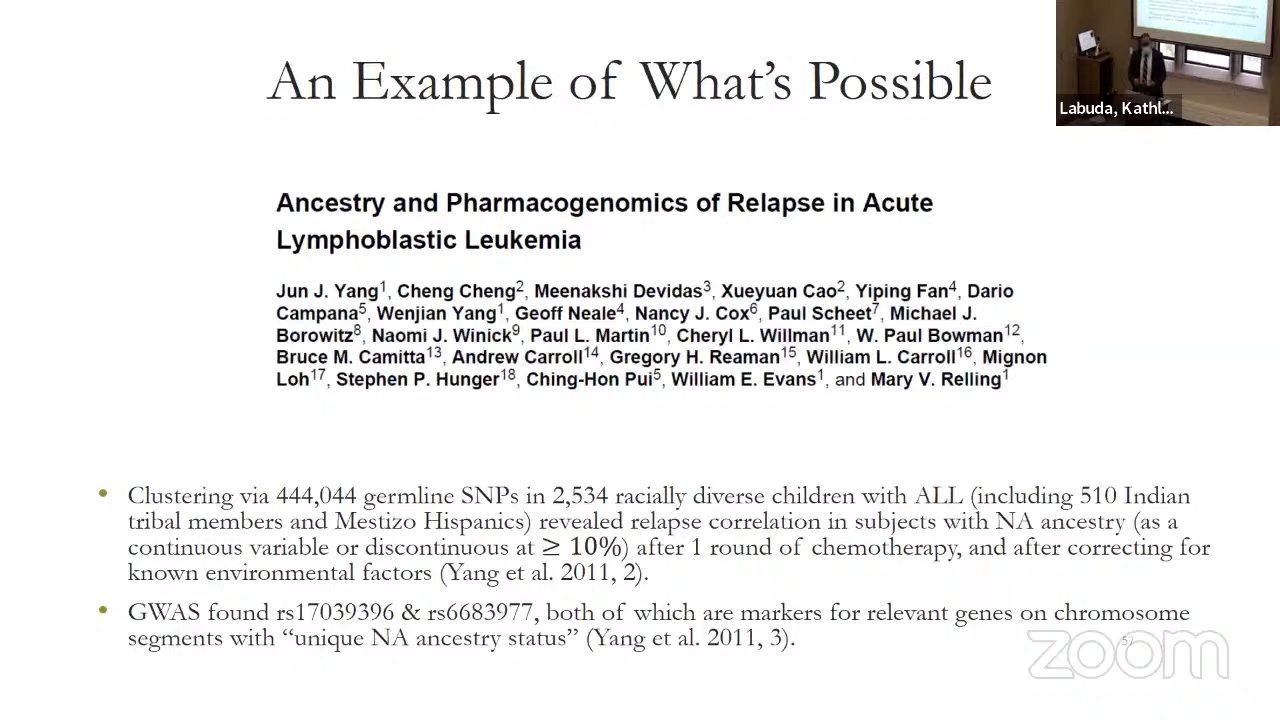 An Example of What's Possible
Labuda, Kathl...
Ancestry and Pharmacogenomics of Relapse in Acute
Lymphoblastic Leukemia
Jun J. Yang1, Cheng Cheng2, Meenakshi Devidas3, Xueyuan Cao2, Yiping Fan4, Dario
Campana5, Wenjian Yang1, Geoff Neale4, Nancy J. Cox6, Paul Scheet7, Michael J.
Borowitz8, Naomi J. Winick9, Paul L. Martin10, Cheryl L. Willman11, W. Paul Bowman12,
Bruce M. Camitta13, Andrew Carroll14, Gregory H. Reaman15, William L. Carroll16, Mignon
Loh17, Stephen P. Hunger18, Ching-Hon Pui5, William E. Evans1, and Mary V. Relling1
• Clustering via 444,044 germline SNPs in 2,534 racially diverse children with ALL (including 510 Indian
tribal members and Mestizo Hispanics) revealed relapse correlation in subjects with NA ancestry (as a
continuous variable or discontinuous at ≥ 10%) after 1 round of chemotherapy, and after correcting for
known environmental factors (Yang et al. 2011, 2).
• GWAS found rs17039396 & rs6683977, both of which are markers for relevant genes on chromosome
segments with “unique NA ancestry status” (Yang et al. 2011, 3).
zoom